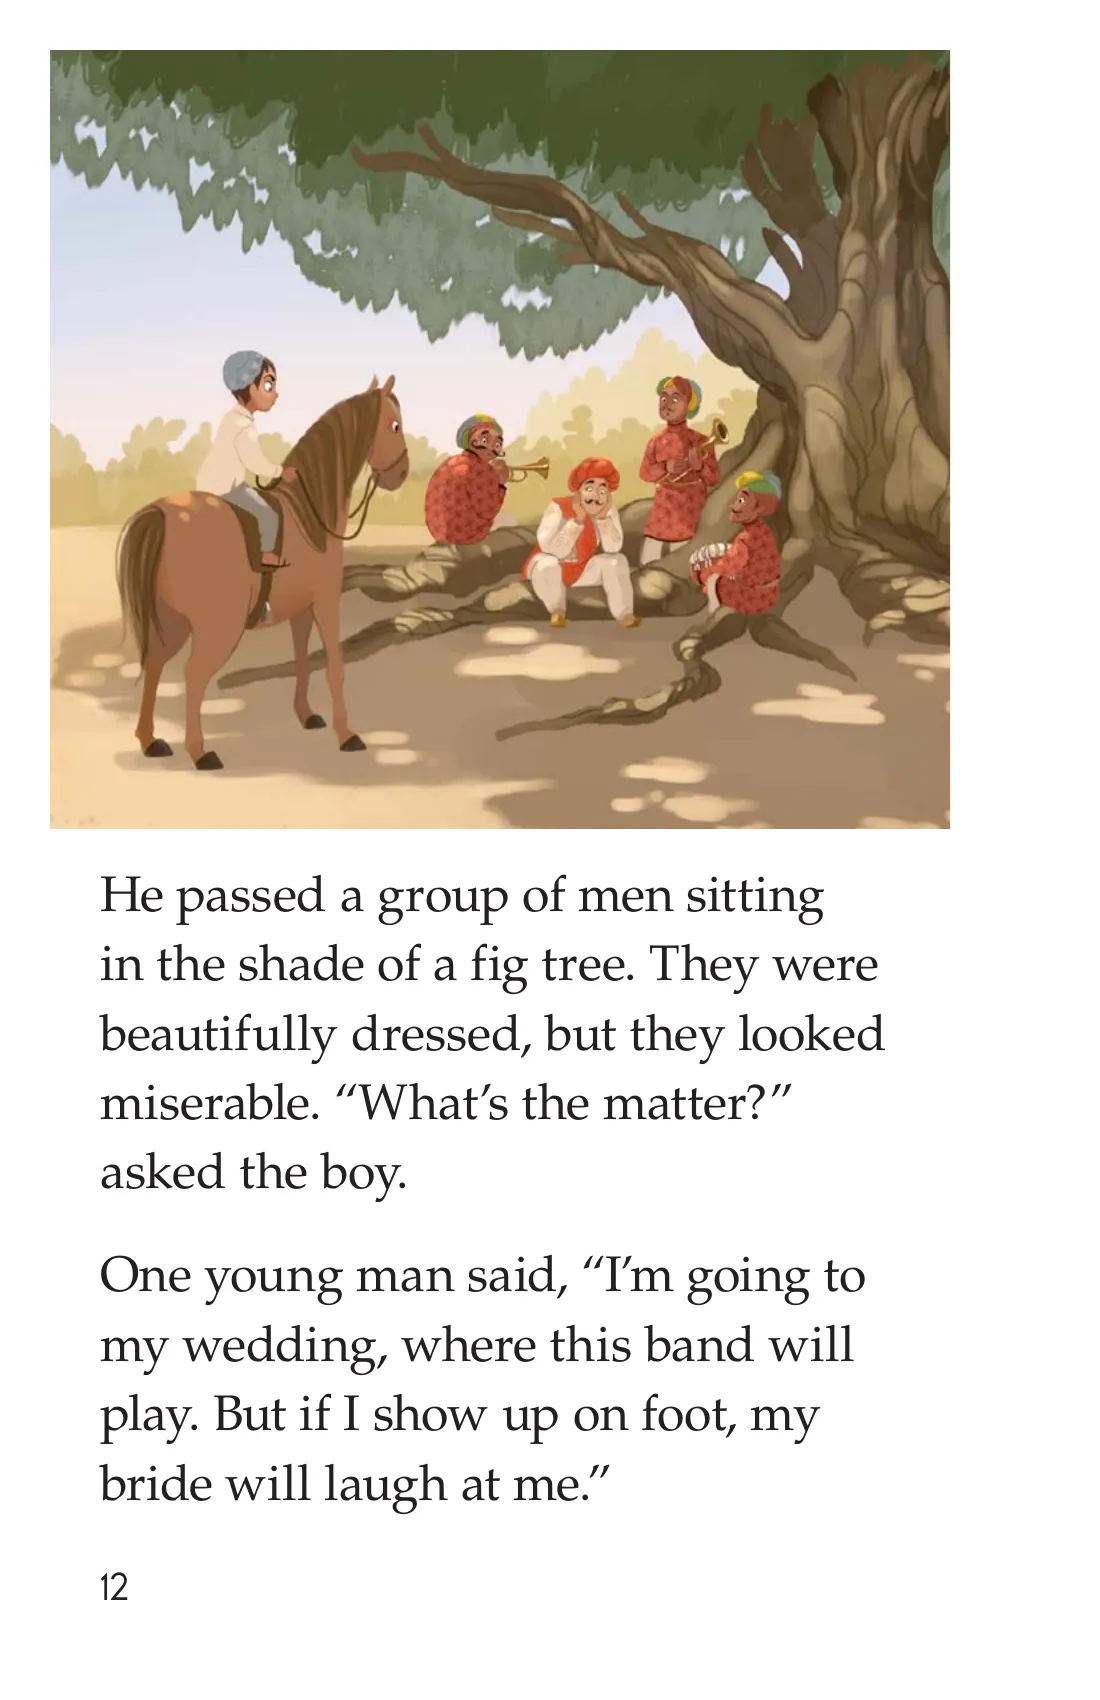 He passed a group of men sitting
in the shade of a fig tree. They were
beautifully dressed, but they looked
miserable. “What’s the matter?”
asked the boy.
One young man said, “I’m going to
my wedding, where this band will
play. But if I show up on foot, my
bride will laugh at me.”
12